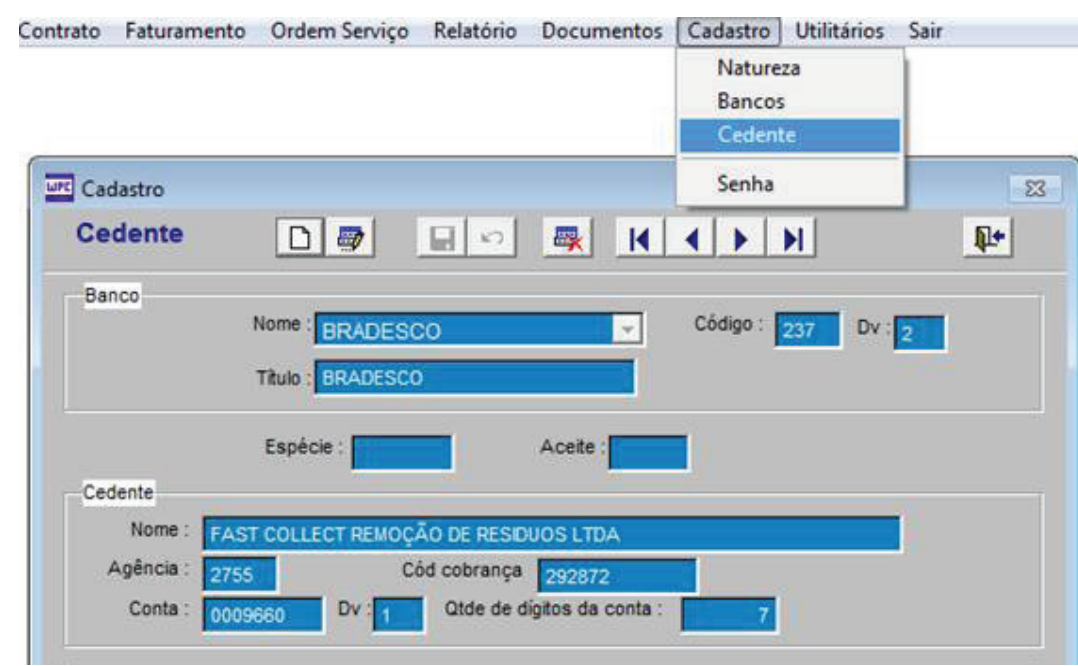 Contrato Faturamento Ordem Serviço Relatório Documentos Cadastro Utilitários Sair
Natureza
Bancos
Cedente
Senha
WPC Cadastro
Cedente
Banco
Nome : BRADESCO Código : 237 Dv : 2
Título : BRADESCO
Espécie : Aceite :
Cedente
Nome : FAST COLLECT REMOÇÃO DE RESIDUOS LTDA
Agência : 2755 Cód cobrança 292872
Conta : 0009660 Dv : 1 Qtde de dígitos da conta : 7